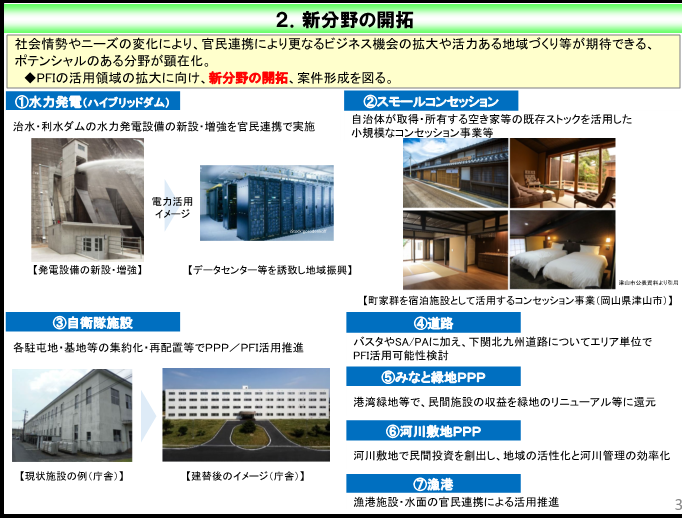 ２．新分野の開拓
社会情勢やニーズの変化により、官民連携により更なるビジネス機会の拡大や活力ある地域づくり等が期待できる、
ポテンシャルのある分野が顕在化。
◆PFIの活用領域の拡大に向け、新分野の開拓、案件形成を図る。
①水力発電(ハイブリッドダム)
治水・利水ダムの水力発電設備の新設・増強を官民連携で実施
電力活用
イメージ
【発電設備の新設・増強】
【データセンター等を誘致し地域振興】
②スモールコンセッション
自治体が取得・所有する空き家等の既存ストックを活用した
小規模なコンセッション事業等
津山市公表資料より引用
【町家群を宿泊施設として活用するコンセッション事業(岡山県津山市)】
③自衛隊施設
各駐屯地・基地等の集約化・再配置等でPPP／PFI活用推進
【現状施設の例(庁舎)】
【建替後のイメージ(庁舎)】
④道路
バスタやSA/PAに加え、下関北九州道路についてエリア単位で
PFI活用可能性検討
⑤みなと緑地PPP
港湾緑地等で、民間施設の収益を緑地のリニューアル等に還元
⑥河川敷地PPP
河川敷地で民間投資を創出し、地域の活性化と河川管理の効率化
⑦漁港
漁港施設・水面の官民連携による活用推進
3